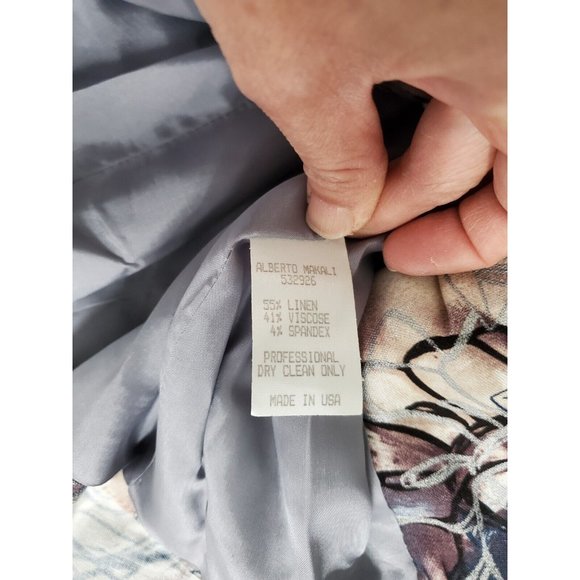 ALBERTO MAKALI
532926
55% LINEN
41% VISCOSE
4% SPANDEX
PROFESSIONAL
DRY CLEAN ONLY
MADE IN USA